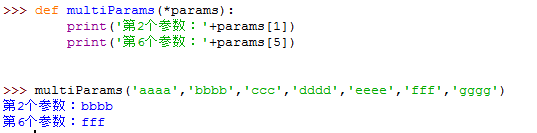 >>> def multiParams(*params):
        print('第2个参数：'+params[1])
        print('第6个参数：'+params[5])
>>> multiParams('aaaa','bbbb','ccc','dddd','eeee','fff','gggg')
第2个参数：bbbb
第6个参数：fff